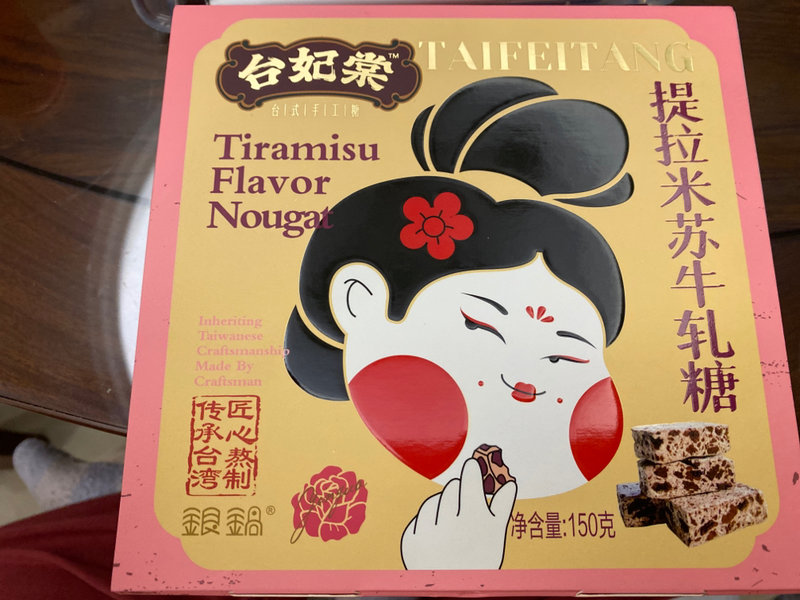 台妃棠™
TAIFEITANG
台式手工糖
Tiramisu
Flavor
Nougat
提拉米苏牛轧糖
Inheriting
Taiwanese
Craftsmanship
Made By
Craftsman
匠心熬制
传承台湾
銀鍋®
净含量:150克